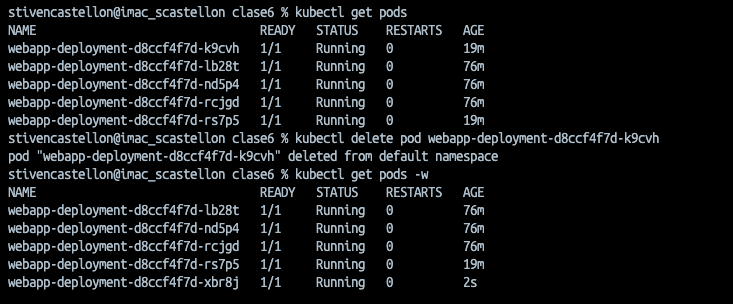 stivencastellon@imac_scastellon clase6 % kubectl get pods
NAME READY STATUS RESTARTS AGE
webapp-deployment-d8ccf4f7d-k9cvh 1/1 Running 0 19m
webapp-deployment-d8ccf4f7d-lb28t 1/1 Running 0 76m
webapp-deployment-d8ccf4f7d-nd5p4 1/1 Running 0 76m
webapp-deployment-d8ccf4f7d-rcjgd 1/1 Running 0 76m
webapp-deployment-d8ccf4f7d-rs7p5 1/1 Running 0 19m
stivencastellon@imac_scastellon clase6 % kubectl delete pod webapp-deployment-d8ccf4f7d-k9cvh
pod "webapp-deployment-d8ccf4f7d-k9cvh" deleted from default namespace
stivencastellon@imac_scastellon clase6 % kubectl get pods -w
NAME READY STATUS RESTARTS AGE
webapp-deployment-d8ccf4f7d-lb28t 1/1 Running 0 76m
webapp-deployment-d8ccf4f7d-nd5p4 1/1 Running 0 76m
webapp-deployment-d8ccf4f7d-rcjgd 1/1 Running 0 76m
webapp-deployment-d8ccf4f7d-rs7p5 1/1 Running 0 19m
webapp-deployment-d8ccf4f7d-xbr8j 1/1 Running 0 2s